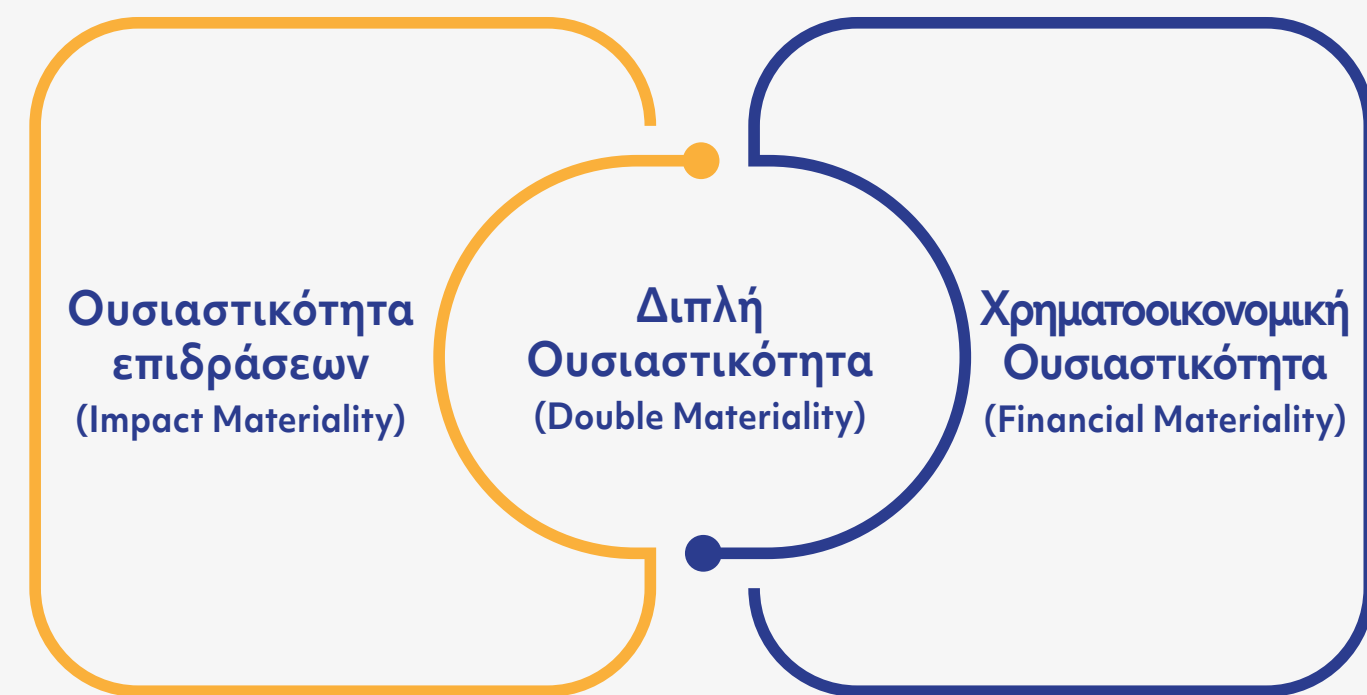 Ουσιαστικότητα
επιδράσεων
(Impact Materiality)
Διπλή
Ουσιαστικότητα
(Double Materiality)
Χρηματοοικονομική
Ουσιαστικότητα
(Financial Materiality)